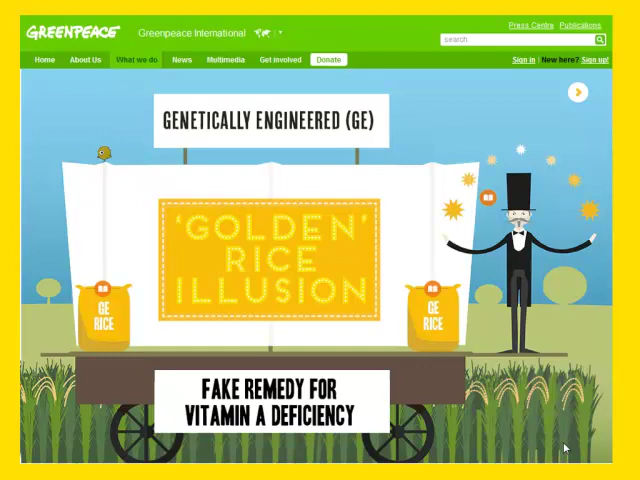 GREENPEACE
Greenpeace International
Press Centre Publications
search
Home About Us What we do News Multimedia Get involved Donate
Sign in | New here? Sign up!
GENETICALLY ENGINEERED (GE)
'GOLDEN'
RICE
ILLUSION
GE
RICE
GE
RICE
FAKE REMEDY FOR
VITAMIN A DEFICIENCY